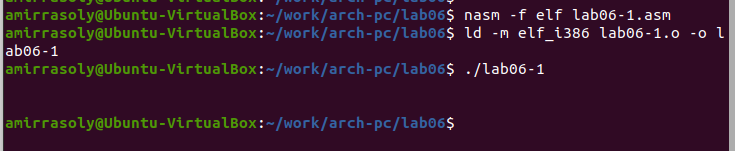 amirrasoly@Ubuntu-VirtualBox:~/work/arch-pc/lab06$ nasm -f elf lab06-1.asm
amirrasoly@Ubuntu-VirtualBox:~/work/arch-pc/lab06$ ld -m elf_i386 lab06-1.o -o l
ab06-1
amirrasoly@Ubuntu-VirtualBox:~/work/arch-pc/lab06$ ./lab06-1
amirrasoly@Ubuntu-VirtualBox:~/work/arch-pc/lab06$